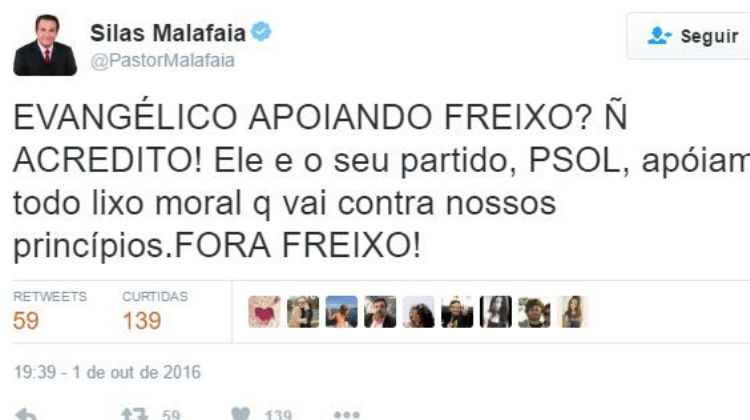 Silas Malafaia
@PastorMalafaia
Seguir
EVANGÉLICO APOIANDO FREIXO? Ñ
ACREDITO! Ele e o seu partido, PSOL, apóiam
todo lixo moral q vai contra nossos
princípios.FORA FREIXO!
RETWEETS CURTIDAS
59 139
19:39 - 1 de out de 2016
59 139